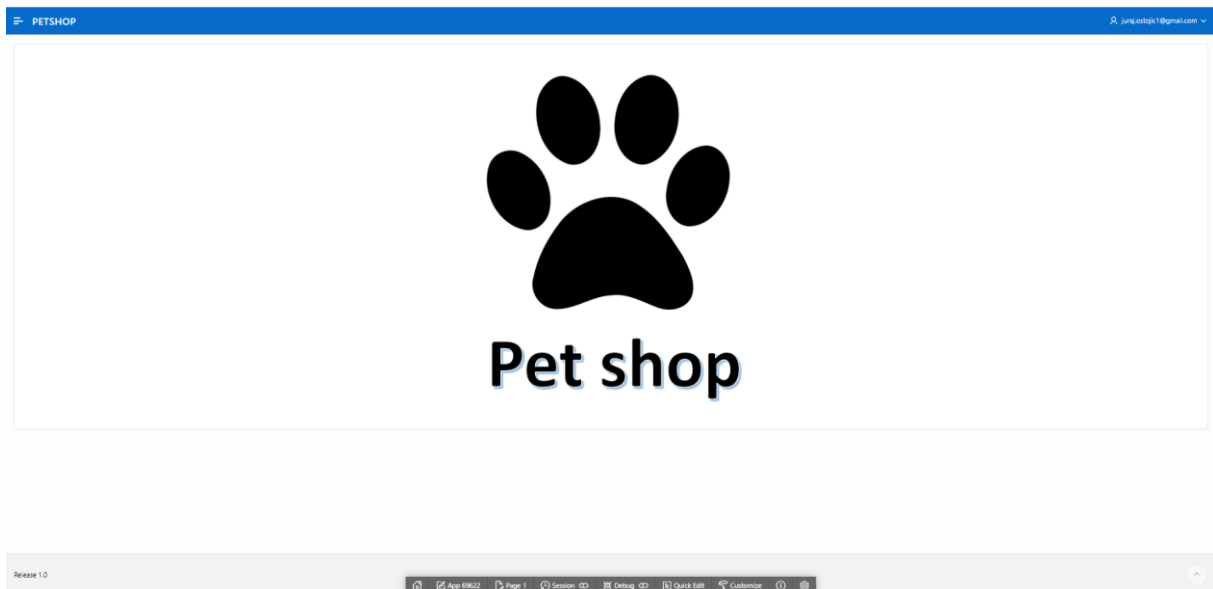 PETSHOP juraj.ostojic1@gmail.com
Pet shop
Release 1.0
App 69622 Page 1 Session Debug Quick Edit Customize